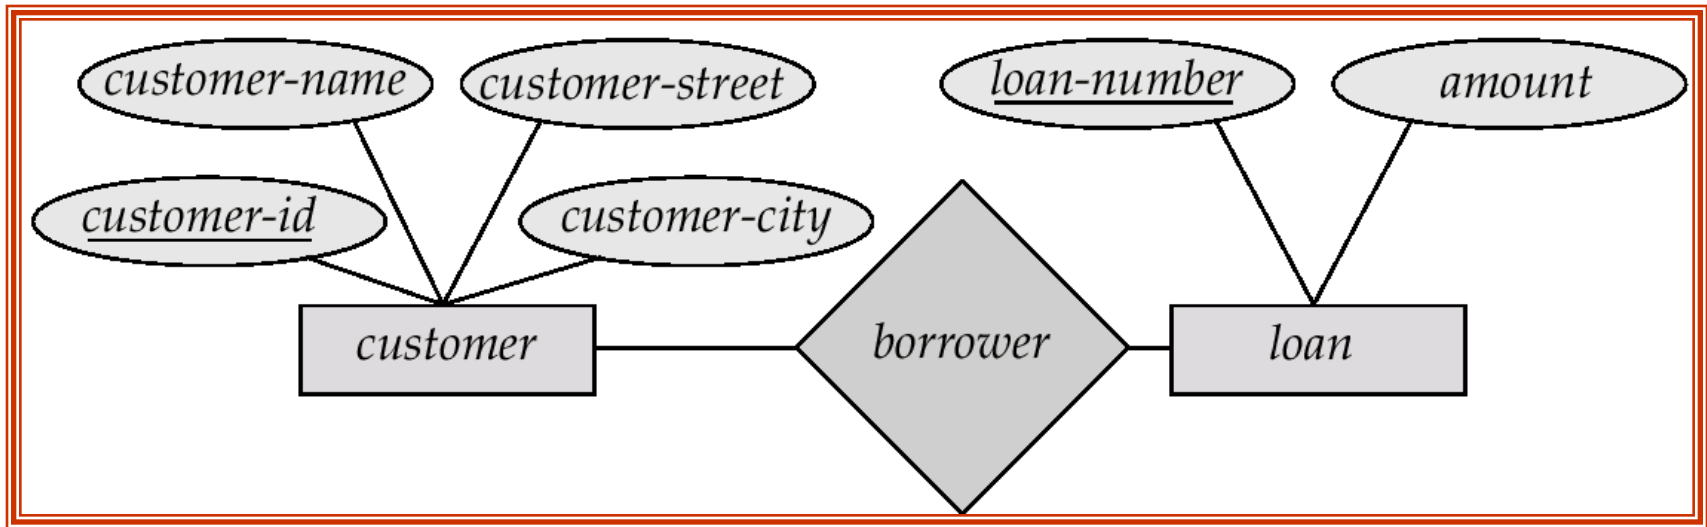 customer-name
customer-street
loan-number
amount
customer-id
customer-city
customer
borrower
loan